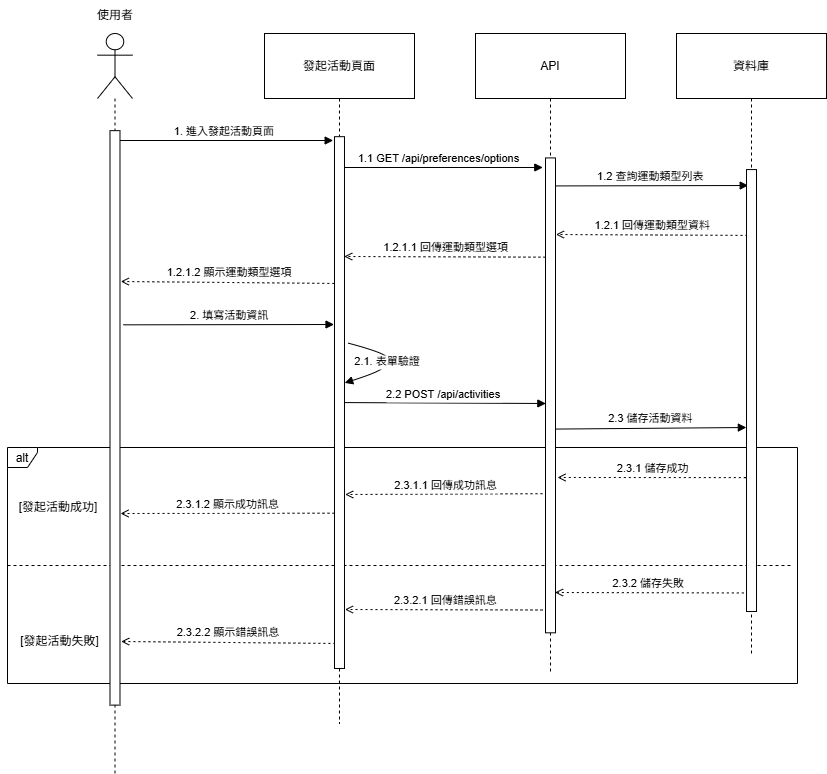 使用者
發起活動頁面
API
資料庫
1. 進入發起活動頁面
1.1 GET /api/preferences/options
1.2 查詢運動類型列表
1.2.1 回傳運動類型資料
1.2.1.1 回傳運動類型選項
1.2.1.2 顯示運動類型選項
2. 填寫活動資訊
2.1. 表單驗證
2.2 POST /api/activities
2.3 儲存活動資料
alt
2.3.1 儲存成功
2.3.1.1 回傳成功訊息
2.3.1.2 顯示成功訊息
[發起活動成功]
2.3.2 儲存失敗
2.3.2.1 回傳錯誤訊息
2.3.2.2 顯示錯誤訊息
[發起活動失敗]